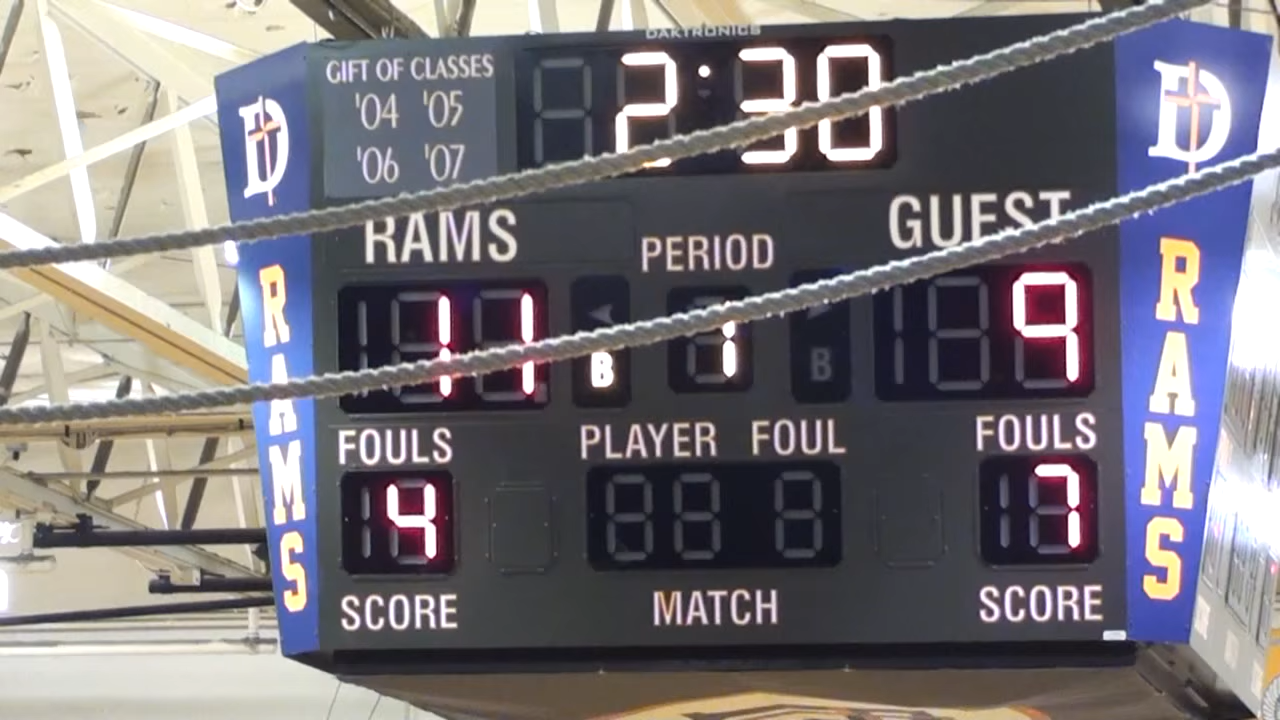 DAKTRONICS
GIFT OF CLASSES
'04 '05
'06 '07
2:30
D
D
RAMS
PERIOD
GUEST
11
B
1
B
9
FOULS
PLAYER FOUL
FOULS
4
7
SCORE
MATCH
SCORE
RAMS
RAMS